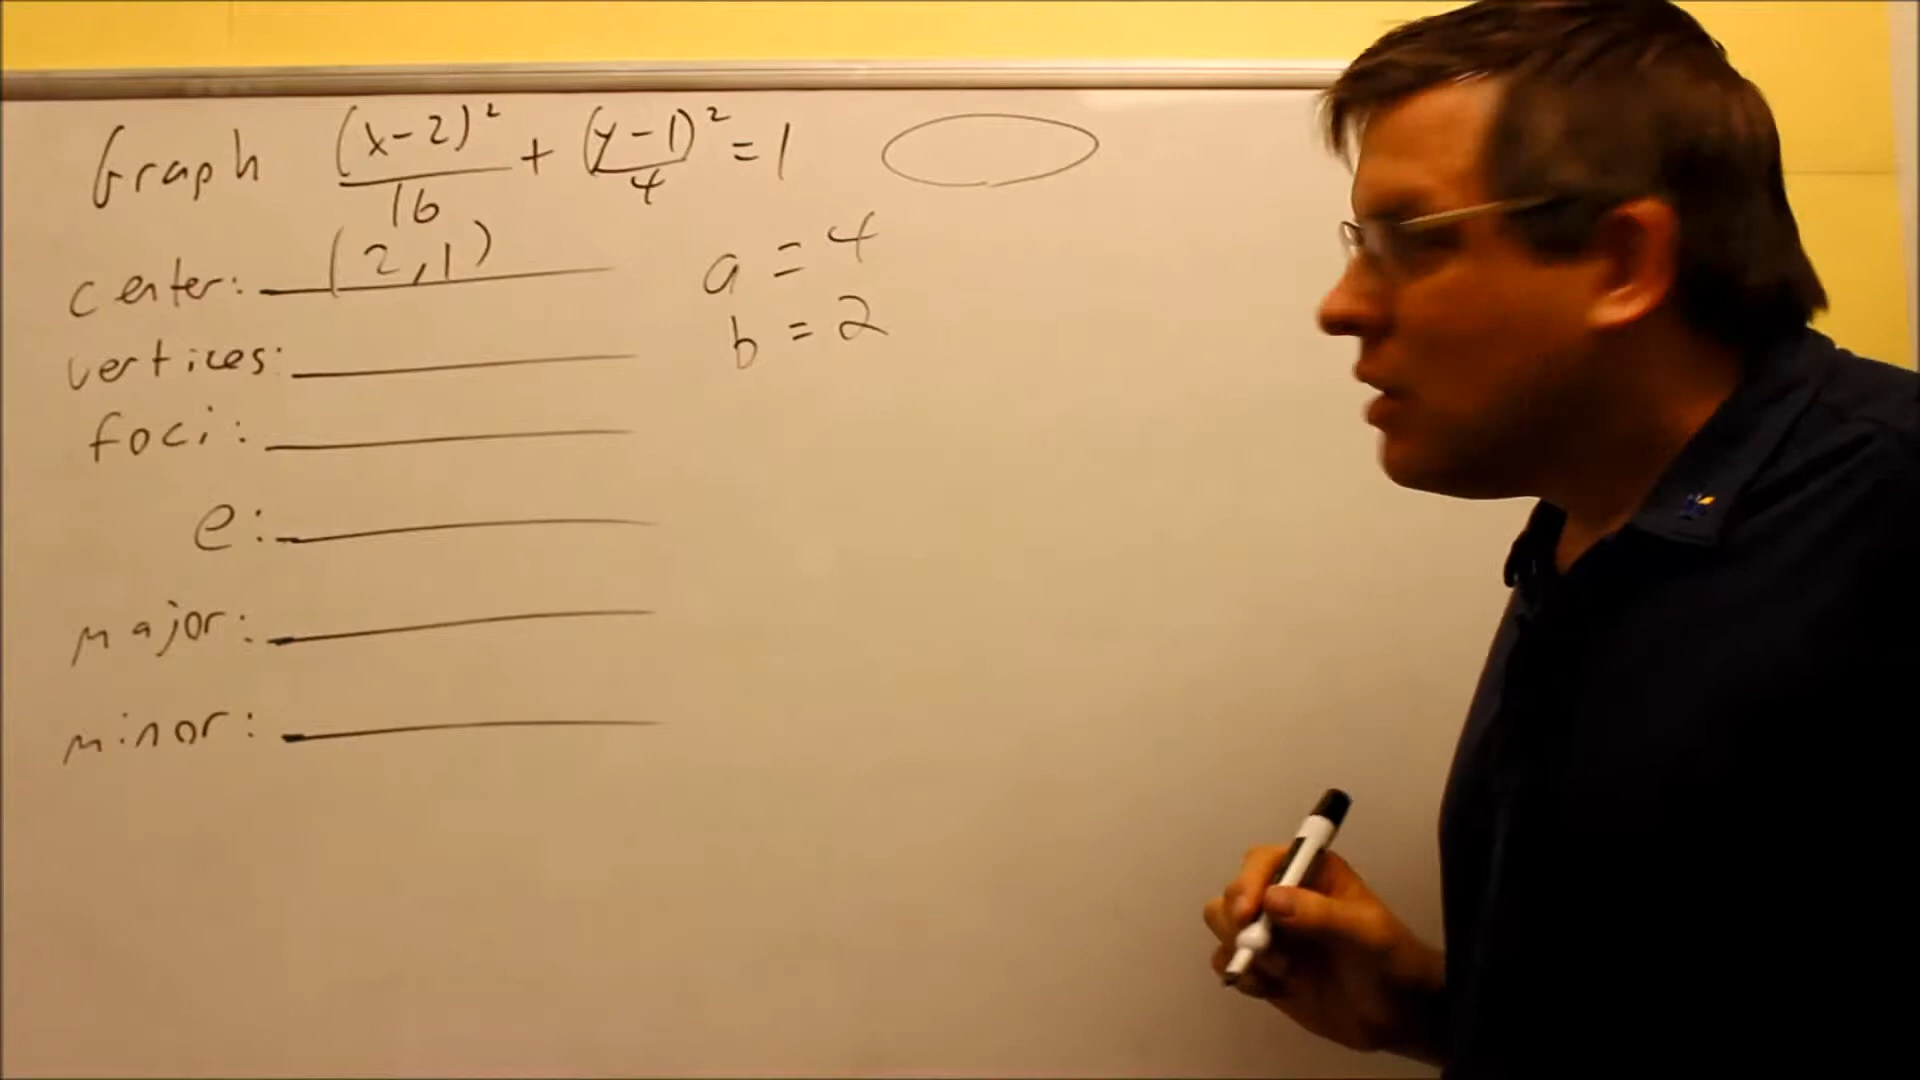 Graph (x-2)²/16 + (y-1)²/4 = 1
center: (2,1)
a = 4
b = 2
vertices:
foci:
e:
major:
minor: